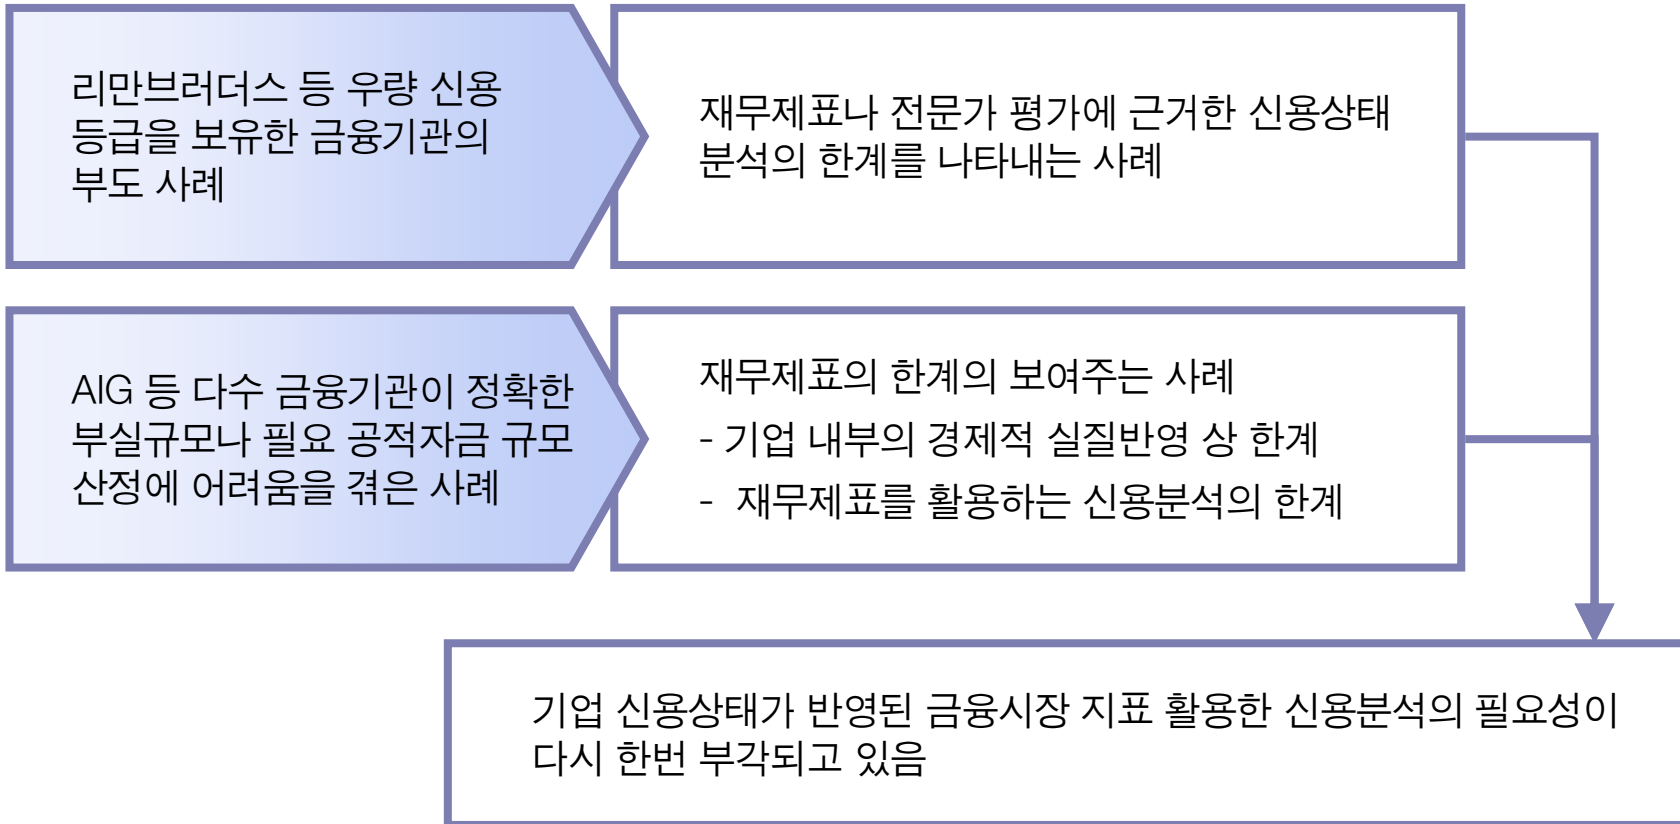 리만브러더스 등 우량 신용
등급을 보유한 금융기관의
부도 사례
재무제표나 전문가 평가에 근거한 신용상태
분석의 한계를 나타내는 사례
AIG 등 다수 금융기관이 정확한
부실규모나 필요 공적자금 규모
산정에 어려움을 겪은 사례
재무제표의 한계의 보여주는 사례
- 기업 내부의 경제적 실질반영 상 한계
- 재무제표를 활용하는 신용분석의 한계
기업 신용상태가 반영된 금융시장 지표 활용한 신용분석의 필요성이
다시 한번 부각되고 있음